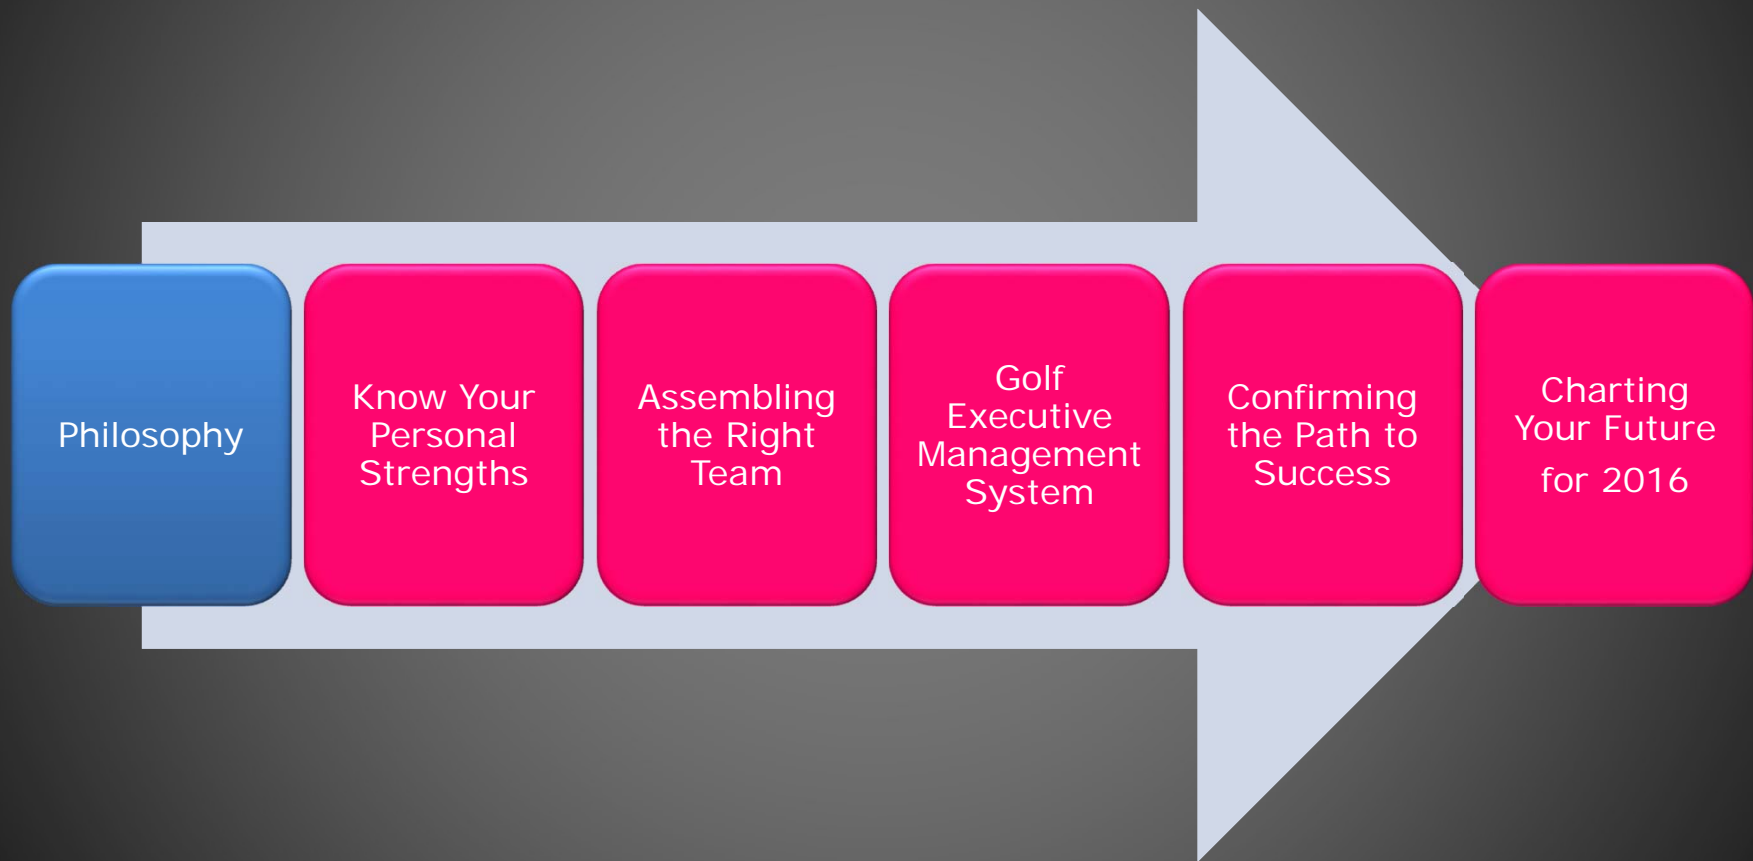 Philosophy
Know Your
Personal
Strengths
Assembling
the Right
Team
Golf
Executive
Management
System
Confirming
the Path to
Success
Charting
Your Future
for 2016